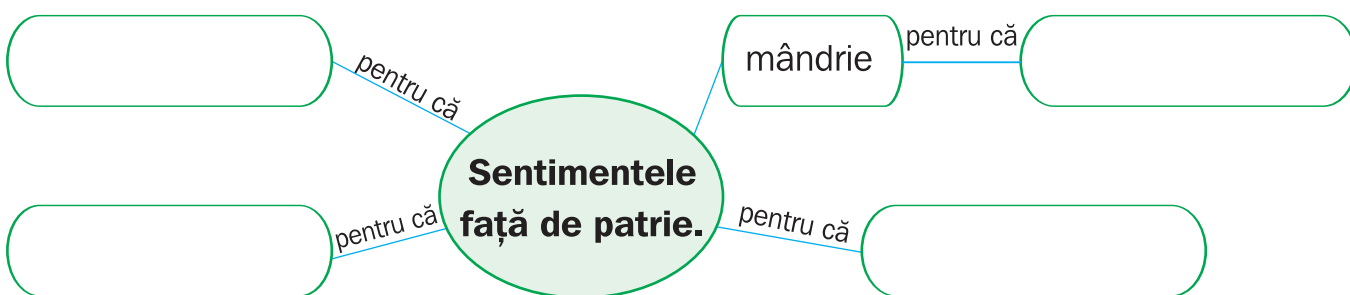 pentru că
mândrie
pentru că
Sentimentele
față de patrie.
pentru că
pentru că